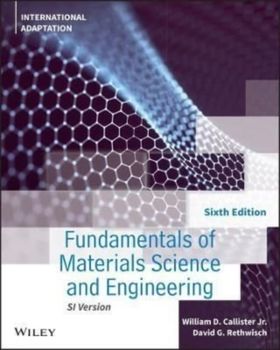 INTERNATIONAL
ADAPTATION
Sixth Edition
Fundamentals of
Materials Science
and Engineering
SI Version
WILEY
William D. Callister Jr.
David G. Rethwisch